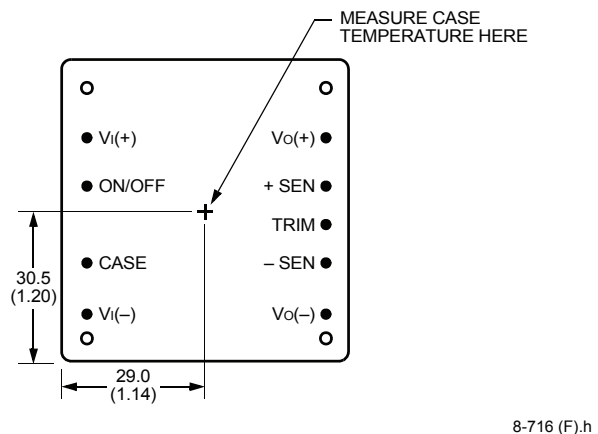 MEASURE CASE
TEMPERATURE HERE
VI(+)
VO(+)
ON/OFF
+ SEN
TRIM
CASE
– SEN
30.5
(1.20)
VI(–)
VO(–)
29.0
(1.14)
8-716 (F).h